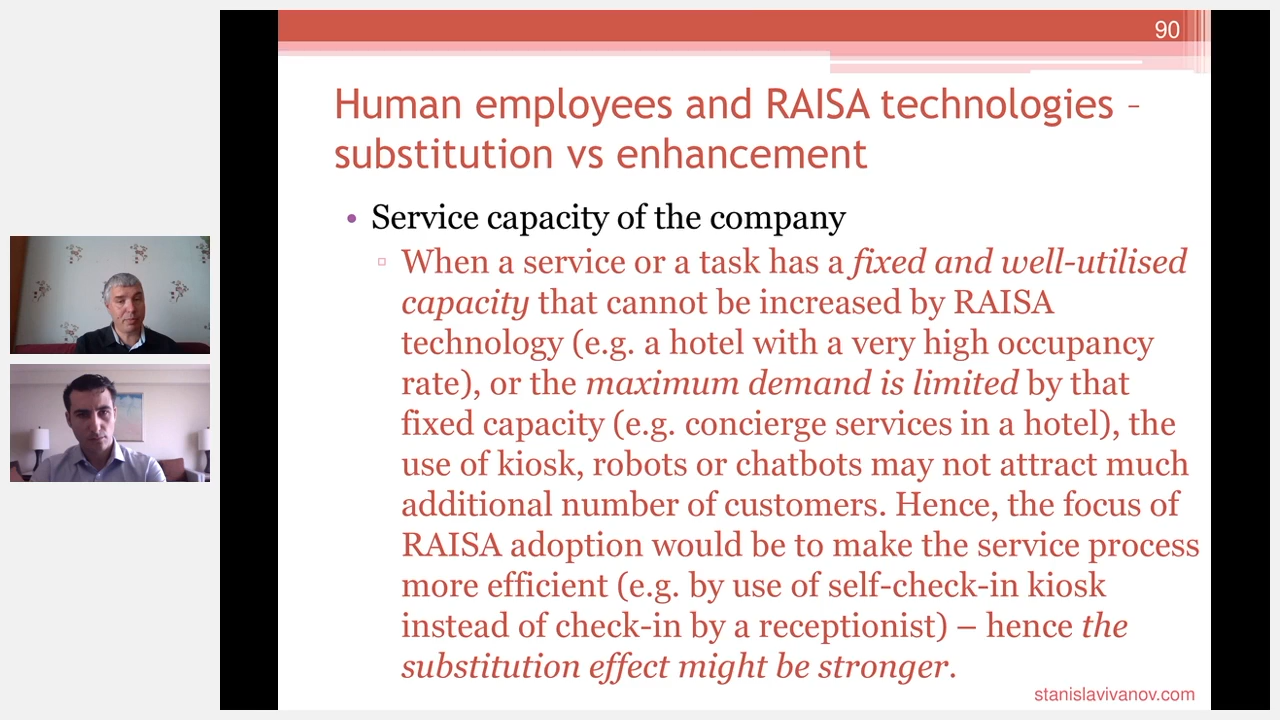 90
Human employees and RAISA technologies –
substitution vs enhancement
• Service capacity of the company
▫ When a service or a task has a fixed and well-utilised
capacity that cannot be increased by RAISA
technology (e.g. a hotel with a very high occupancy
rate), or the maximum demand is limited by that
fixed capacity (e.g. concierge services in a hotel), the
use of kiosk, robots or chatbots may not attract much
additional number of customers. Hence, the focus of
RAISA adoption would be to make the service process
more efficient (e.g. by use of self-check-in kiosk
instead of check-in by a receptionist) – hence the
substitution effect might be stronger.
stanislavivanov.com